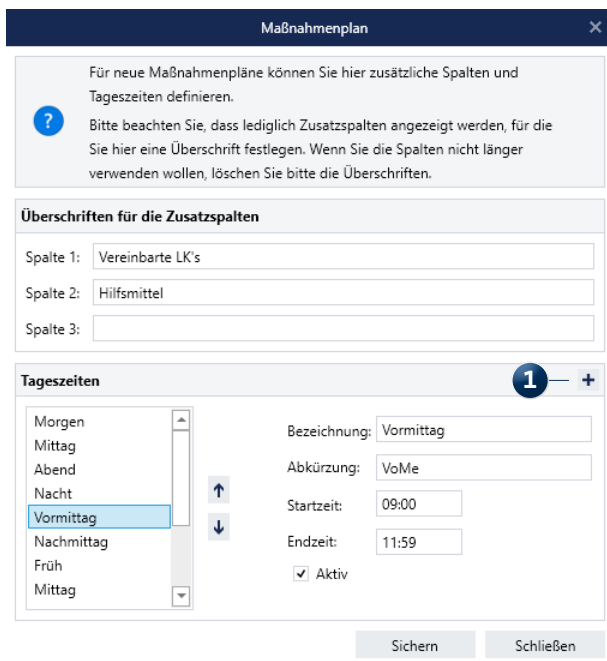 Maßnahmenplan
Für neue Maßnahmenpläne können Sie hier zusätzliche Spalten und
Tageszeiten definieren.
Bitte beachten Sie, dass lediglich Zusatzspalten angezeigt werden, für die
Sie hier eine Überschrift festlegen. Wenn Sie die Spalten nicht länger
verwenden wollen, löschen Sie bitte die Überschriften.
Überschriften für die Zusatzspalten
Spalte 1: Vereinbarte LK's
Spalte 2: Hilfsmittel
Spalte 3:
Tageszeiten
1
Morgen
Mittag
Abend
Nacht
Vormittag
Nachmittag
Früh
Mittag
Bezeichnung: Vormittag
Abkürzung: VoMe
Startzeit: 09:00
Endzeit: 11:59
Aktiv
Sichern
Schließen